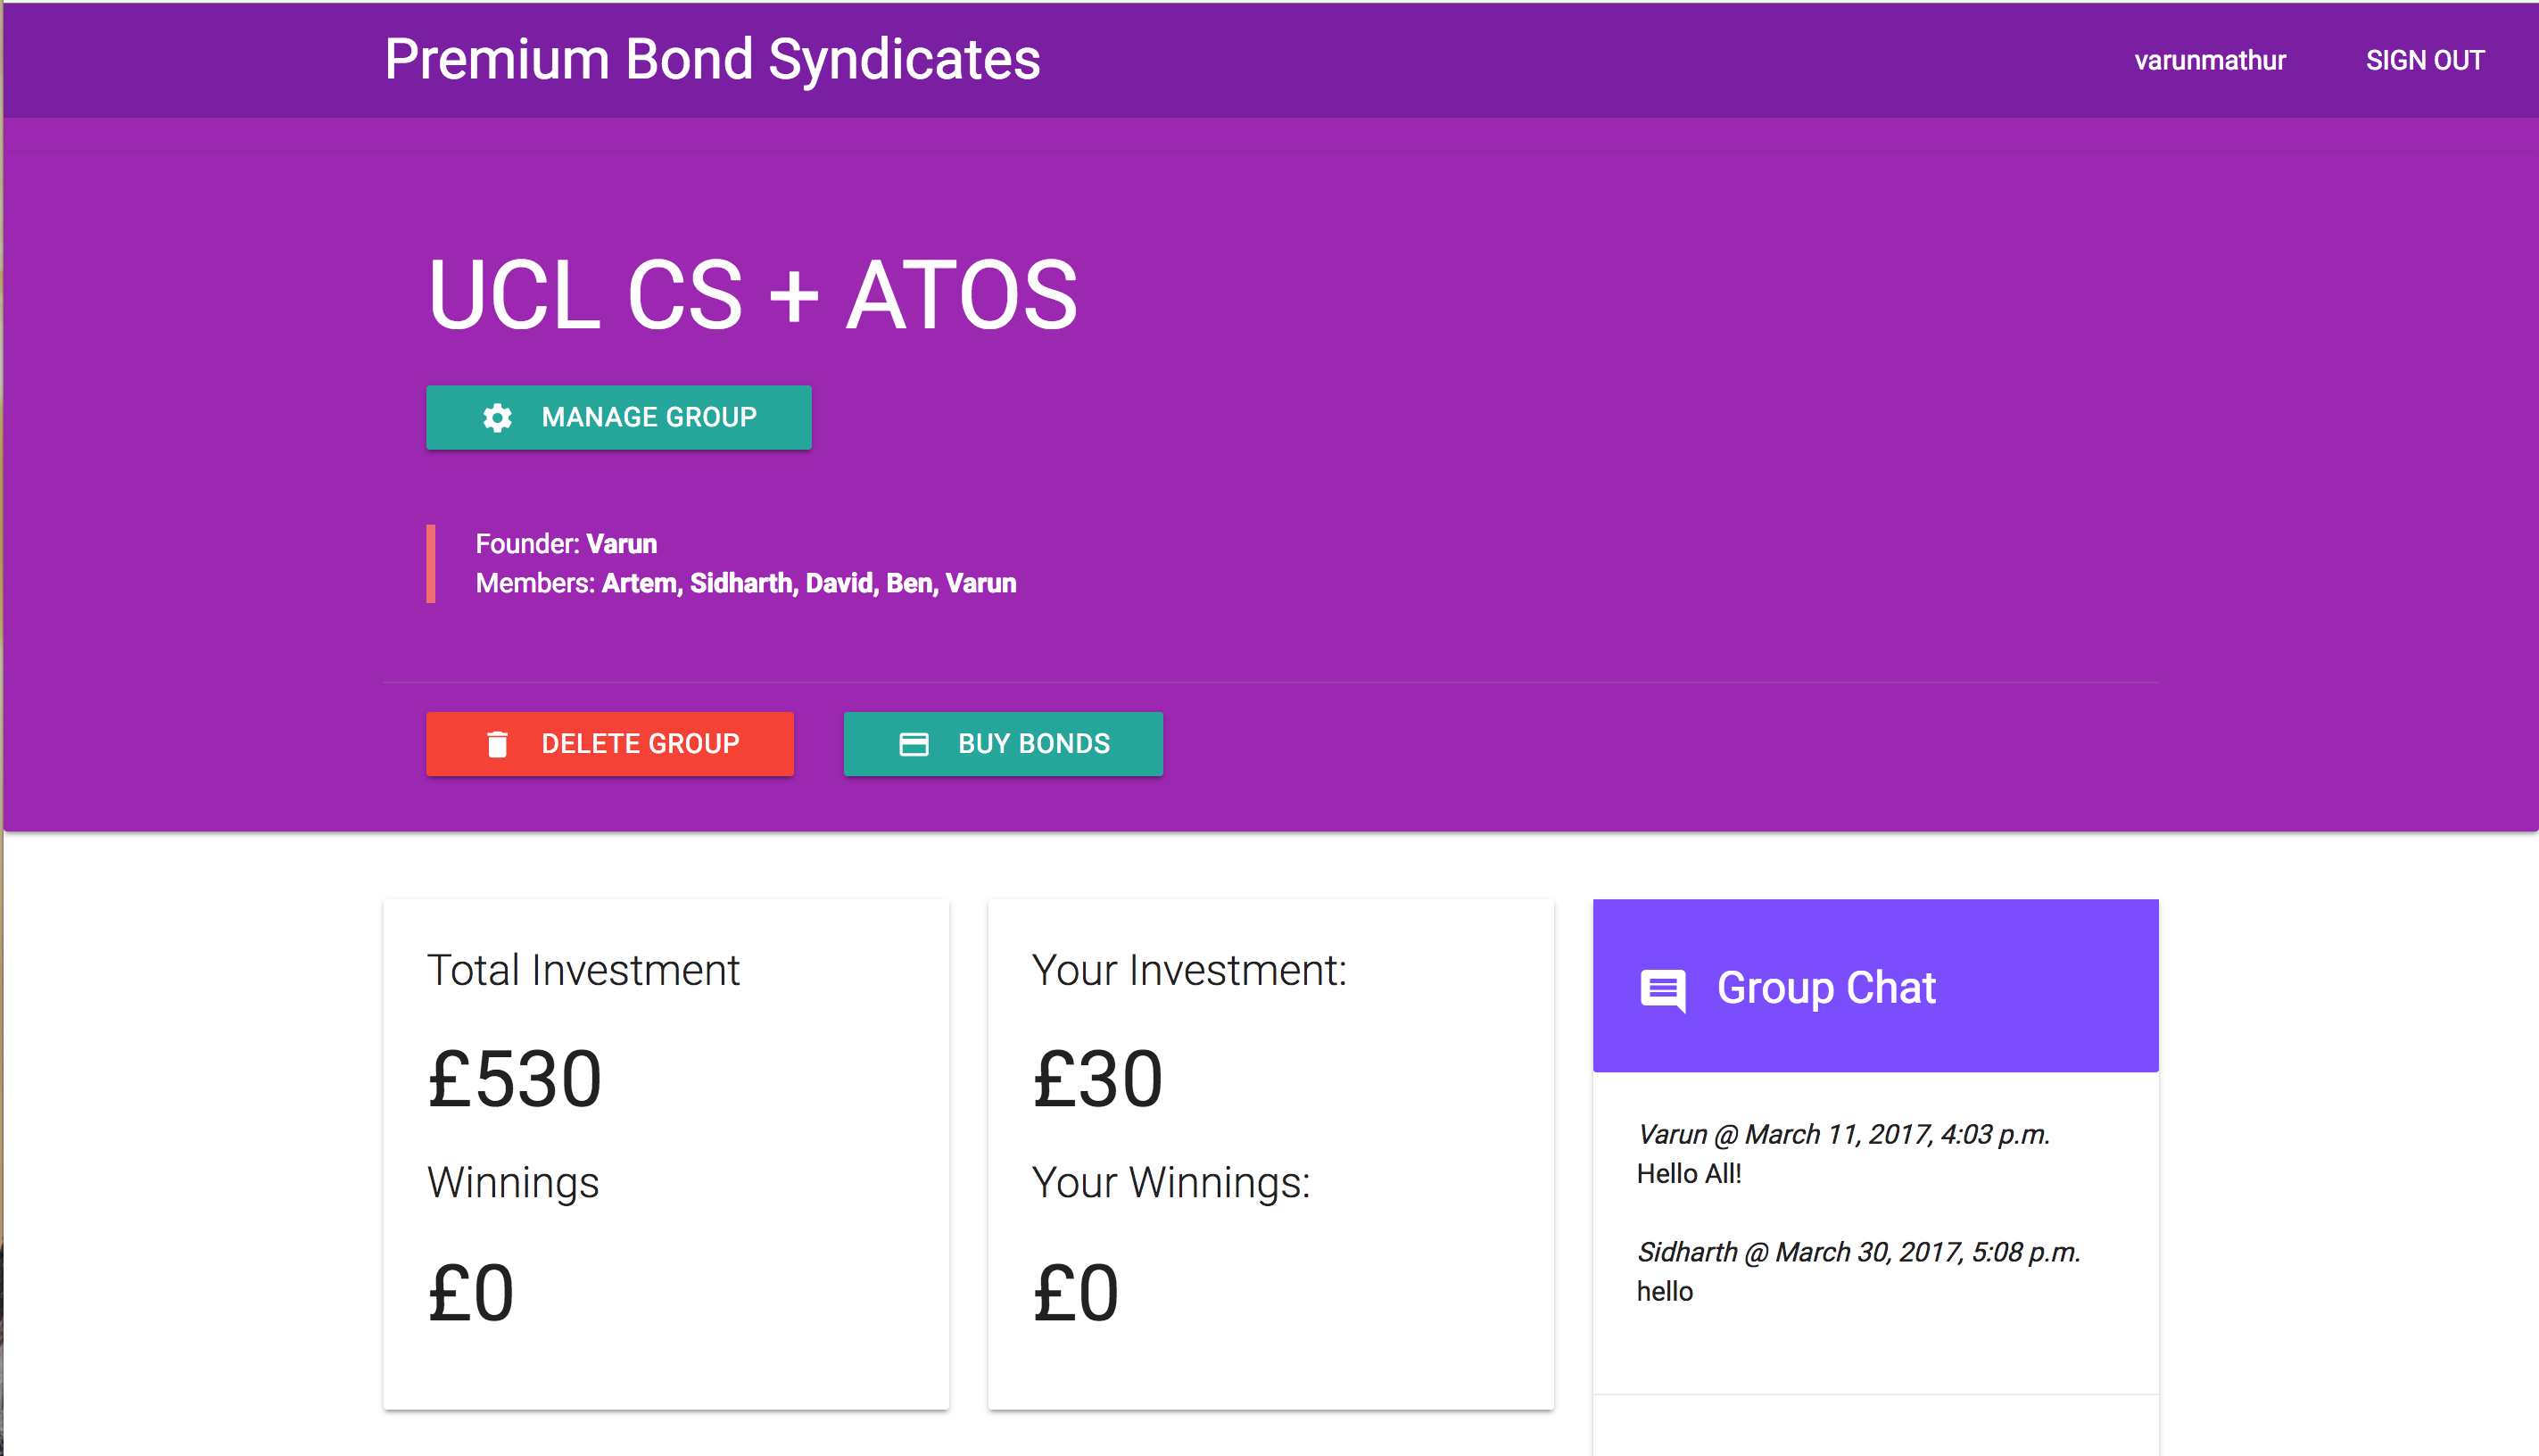 Premium Bond Syndicates
varunmathur
SIGN OUT
UCL CS + ATOS
MANAGE GROUP
Founder: Varun
Members: Artem, Sidharth, David, Ben, Varun
DELETE GROUP
BUY BONDS
Total Investment
£530
Winnings
£0
Your Investment:
£30
Your Winnings:
£0
Group Chat
Varun @ March 11, 2017, 4:03 p.m.
Hello All!
Sidharth @ March 30, 2017, 5:08 p.m.
hello